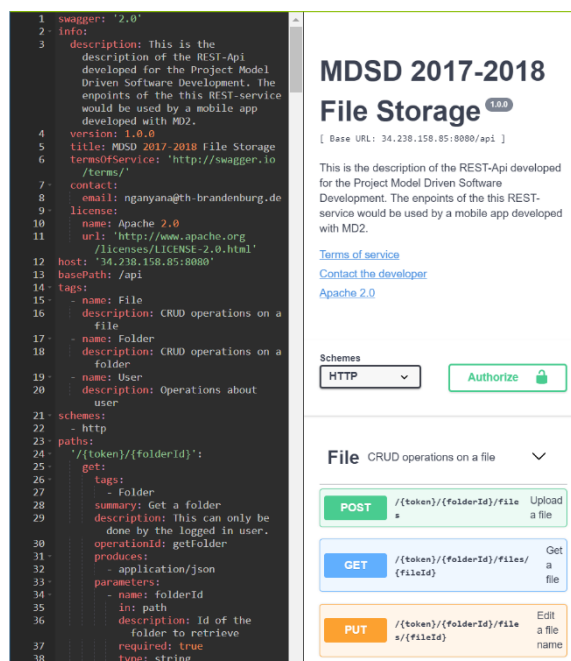 1 swagger: '2.0'
2 info:
3 description: This is the
description of the REST-Api
developed for the Project Model
Driven Software Development. The
enpoints of the this REST-service
would be used by a mobile app
developed with MD2.
4 version: 1.0.0
5 title: MDSD 2017-2018 File Storage
6 termsOfService: 'http://swagger.io
/terms/'
7 contact:
8 email: nganyana@th-brandenburg.de
9 license:
10 name: Apache 2.0
11 url: 'http://www.apache.org
/licenses/LICENSE-2.0.html'
12 host: '34.238.158.85:8080'
13 basePath: /api
14 tags:
15 - name: File
16 description: CRUD operations on a
file
17 - name: Folder
18 description: CRUD operations on a
folder
19 - name: User
20 description: Operations about
user
21 schemes:
22 - http
23 paths:
24 '/{token}/{folderId}':
25 get:
26 tags:
27 - Folder
28 summary: Get a folder
29 description: This can only be
done by the logged in user.
30 operationId: getFolder
31 produces:
32 - application/json
33 parameters:
34 - name: folderId
35 in: path
36 description: Id of the
folder to retrieve
37 required: true
38 type: string
MDSD 2017-2018
File Storage 1.0.0
[ Base URL: 34.238.158.85:8080/api ]
This is the description of the REST-Api developed
for the Project Model Driven Software
Development. The enpoints of the this REST-
service would be used by a mobile app developed
with MD2.
Terms of service
Contact the developer
Apache 2.0
Schemes
HTTP
Authorize
File CRUD operations on a file
POST /{token}/{folderId}/file
s
Upload
a file
GET /{token}/{folderId}/files/
{fileId}
Get
a
file
PUT /{token}/{folderId}/file
s/{fileId}
Edit
a file
name